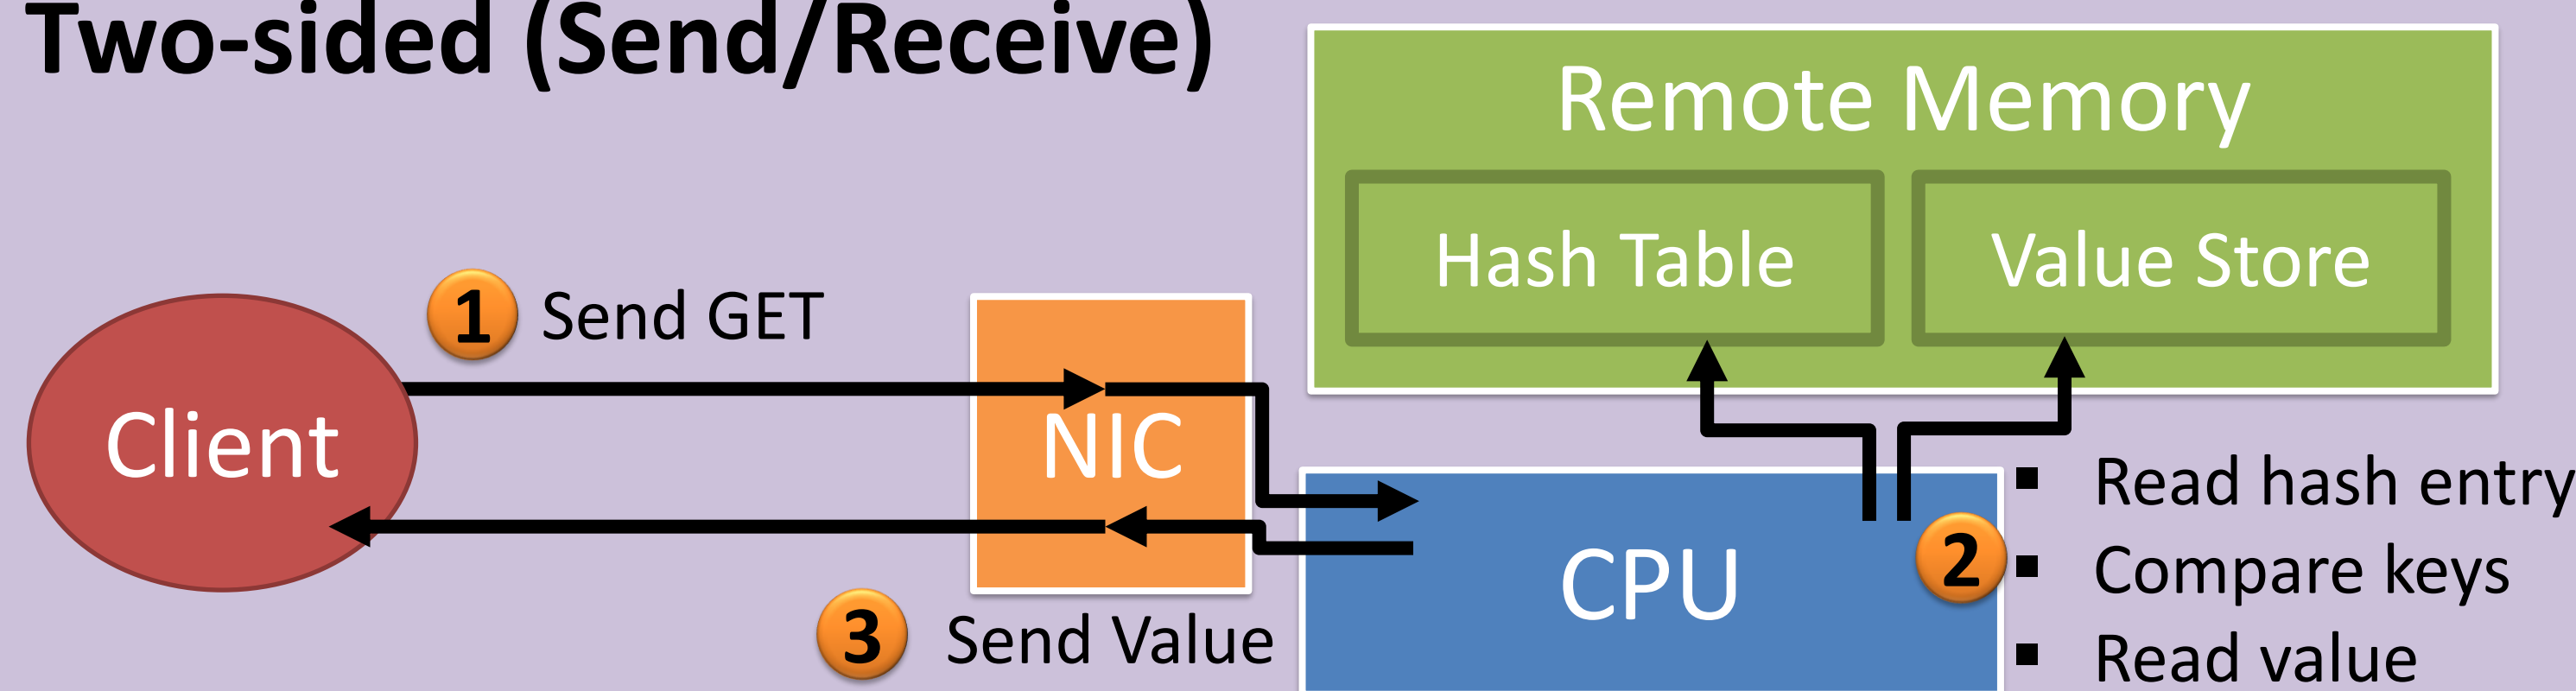 Two-sided (Send/Receive)
Remote Memory
Hash Table
Value Store
1 Send GET
Client
NIC
CPU
2
▪ Read hash entry
▪ Compare keys
▪ Read value
3 Send Value